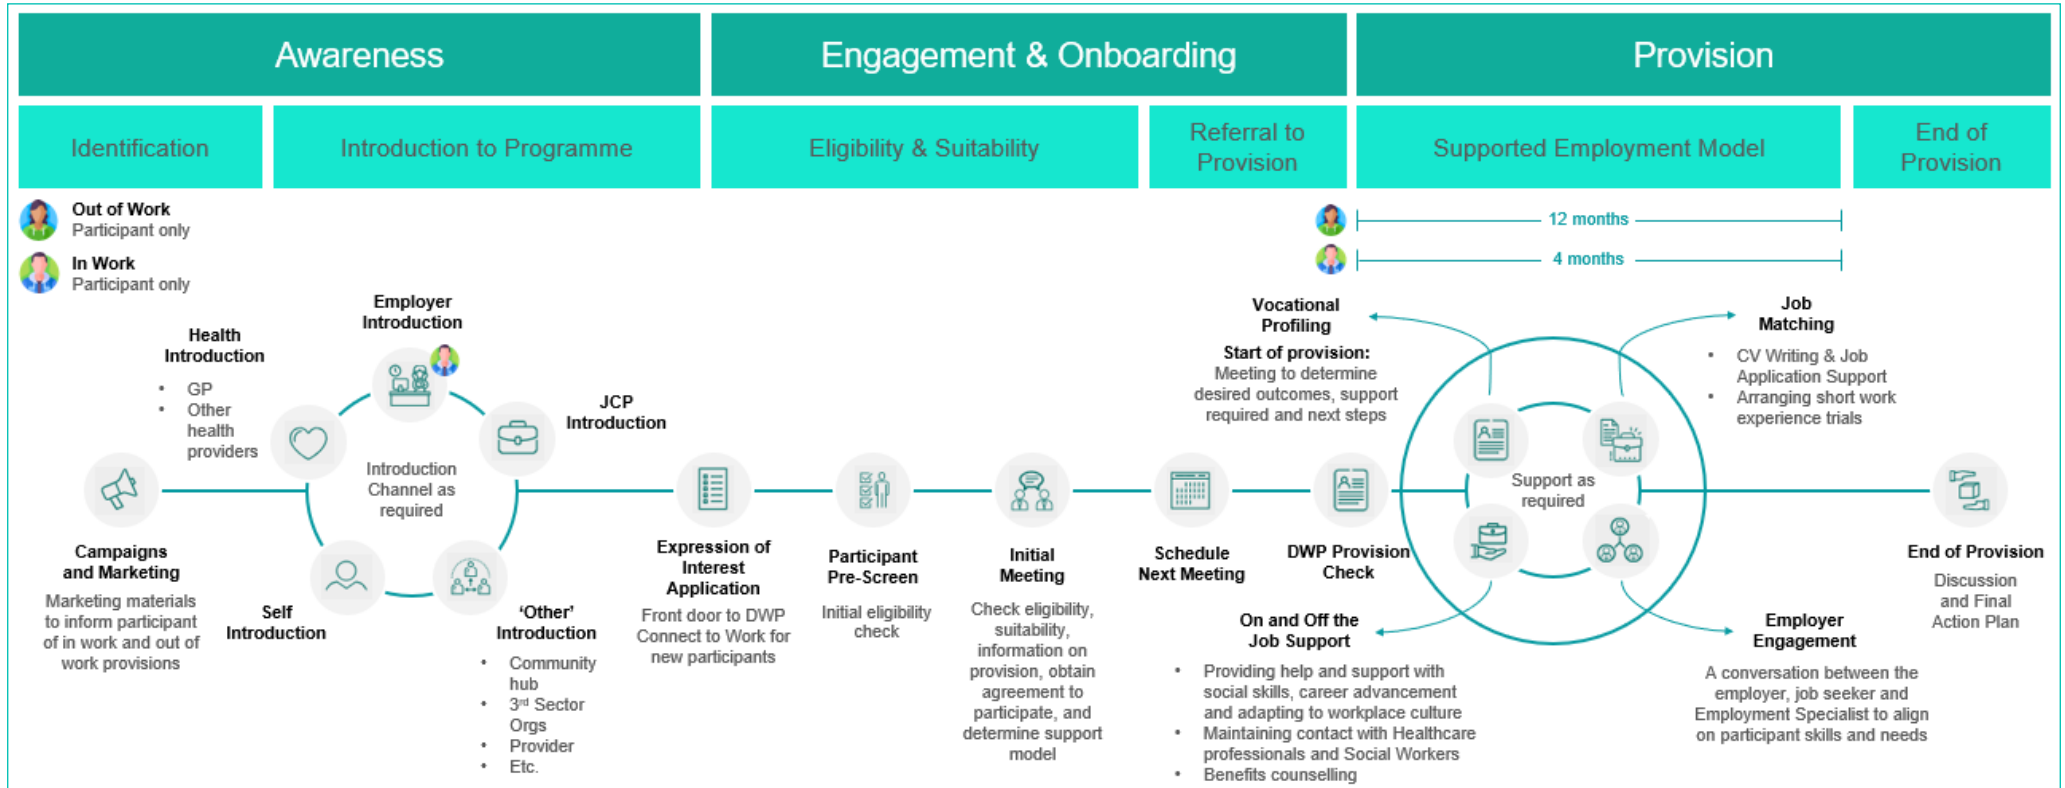 Awareness
Engagement & Onboarding
Provision
Identification
Introduction to Programme
Eligibility & Suitability
Referral to
Provision
Supported Employment Model
End of
Provision
Out of Work
Participant only
In Work
Participant only
12 months
4 months
Health
Introduction
• GP
• Other
health
providers
Employer
Introduction
JCP
Introduction
Introduction
Channel as
required
Campaigns
and Marketing
Marketing materials
to inform participant
of in work and out of
work provisions
Self
Introduction
‘Other’
Introduction
• Community
hub
• 3rd Sector
Orgs
• Provider
• Etc.
Expression of
Interest
Application
Front door to DWP
Connect to Work for
new participants
Participant
Pre-Screen
Initial eligibility
check
Initial
Meeting
Check eligibility,
suitability,
information on
provision, obtain
agreement to
participate, and
determine support
model
Schedule
Next Meeting
DWP Provision
Check
Vocational
Profiling
Start of provision:
Meeting to determine
desired outcomes, support
required and next steps
Job
Matching
• CV Writing & Job
Application Support
• Arranging short work
experience trials
Support as
required
On and Off the
Job Support
• Providing help and support with
social skills, career advancement
and adapting to workplace culture
• Maintaining contact with Healthcare
professionals and Social Workers
• Benefits counselling
Employer
Engagement
A conversation between the
employer, job seeker and
Employment Specialist to align
on participant skills and needs
End of Provision
Discussion
and Final
Action Plan